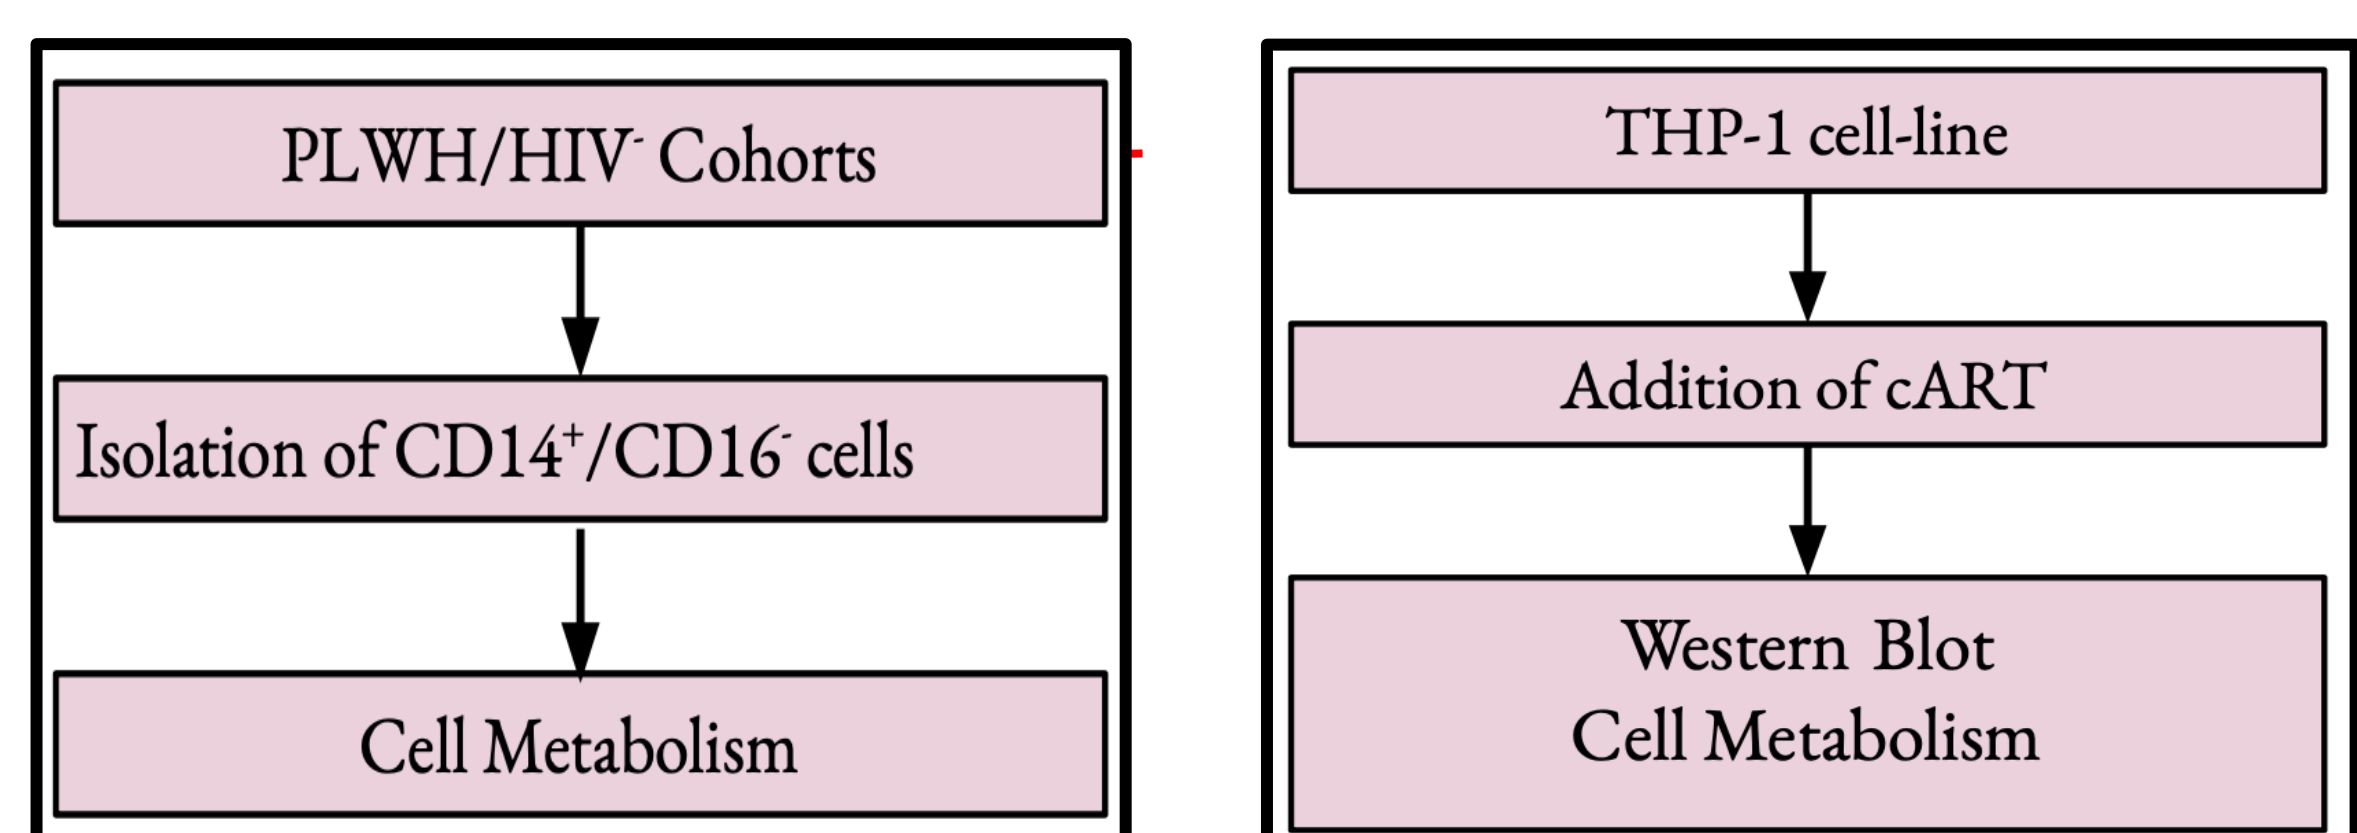 PLWH/HIV⁻ Cohorts
Isolation of CD14⁺/CD16⁻ cells
Cell Metabolism
THP-1 cell-line
Addition of cART
Western Blot
Cell Metabolism